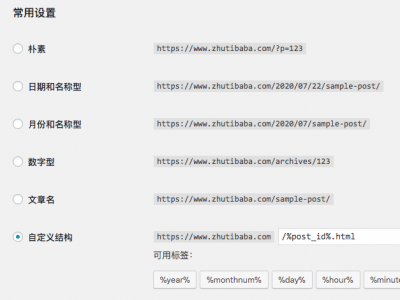 常用设置
朴素 https://www.zhutibaba.com/?p=123
日期和名称型 https://www.zhutibaba.com/2020/07/22/sample-post/
月份和名称型 https://www.zhutibaba.com/2020/07/sample-post/
数字型 https://www.zhutibaba.com/archives/123
文章名 https://www.zhutibaba.com/sample-post/
自定义结构 https://www.zhutibaba.com /%post_id%.html
可用标签：
%year% %monthnum% %day% %hour% %minute